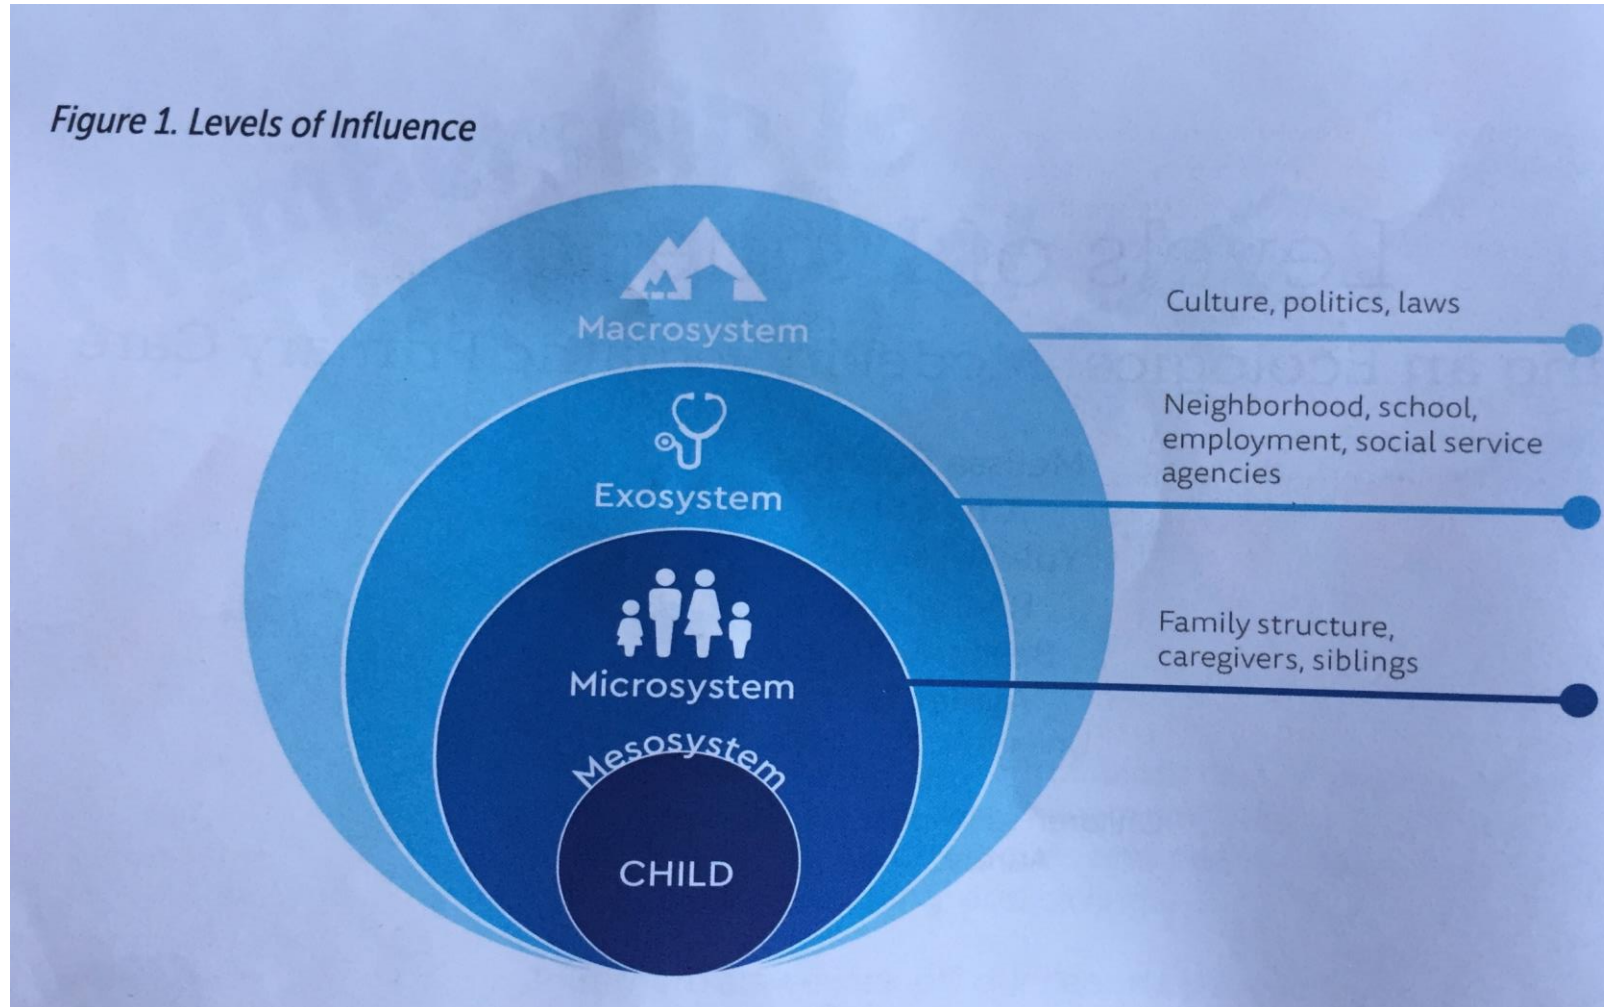 Figure 1. Levels of Influence
Macrosystem
Culture, politics, laws
Exosystem
Neighborhood, school,
employment, social service
agencies
Microsystem
Family structure,
caregivers, siblings
Mesosystem
CHILD